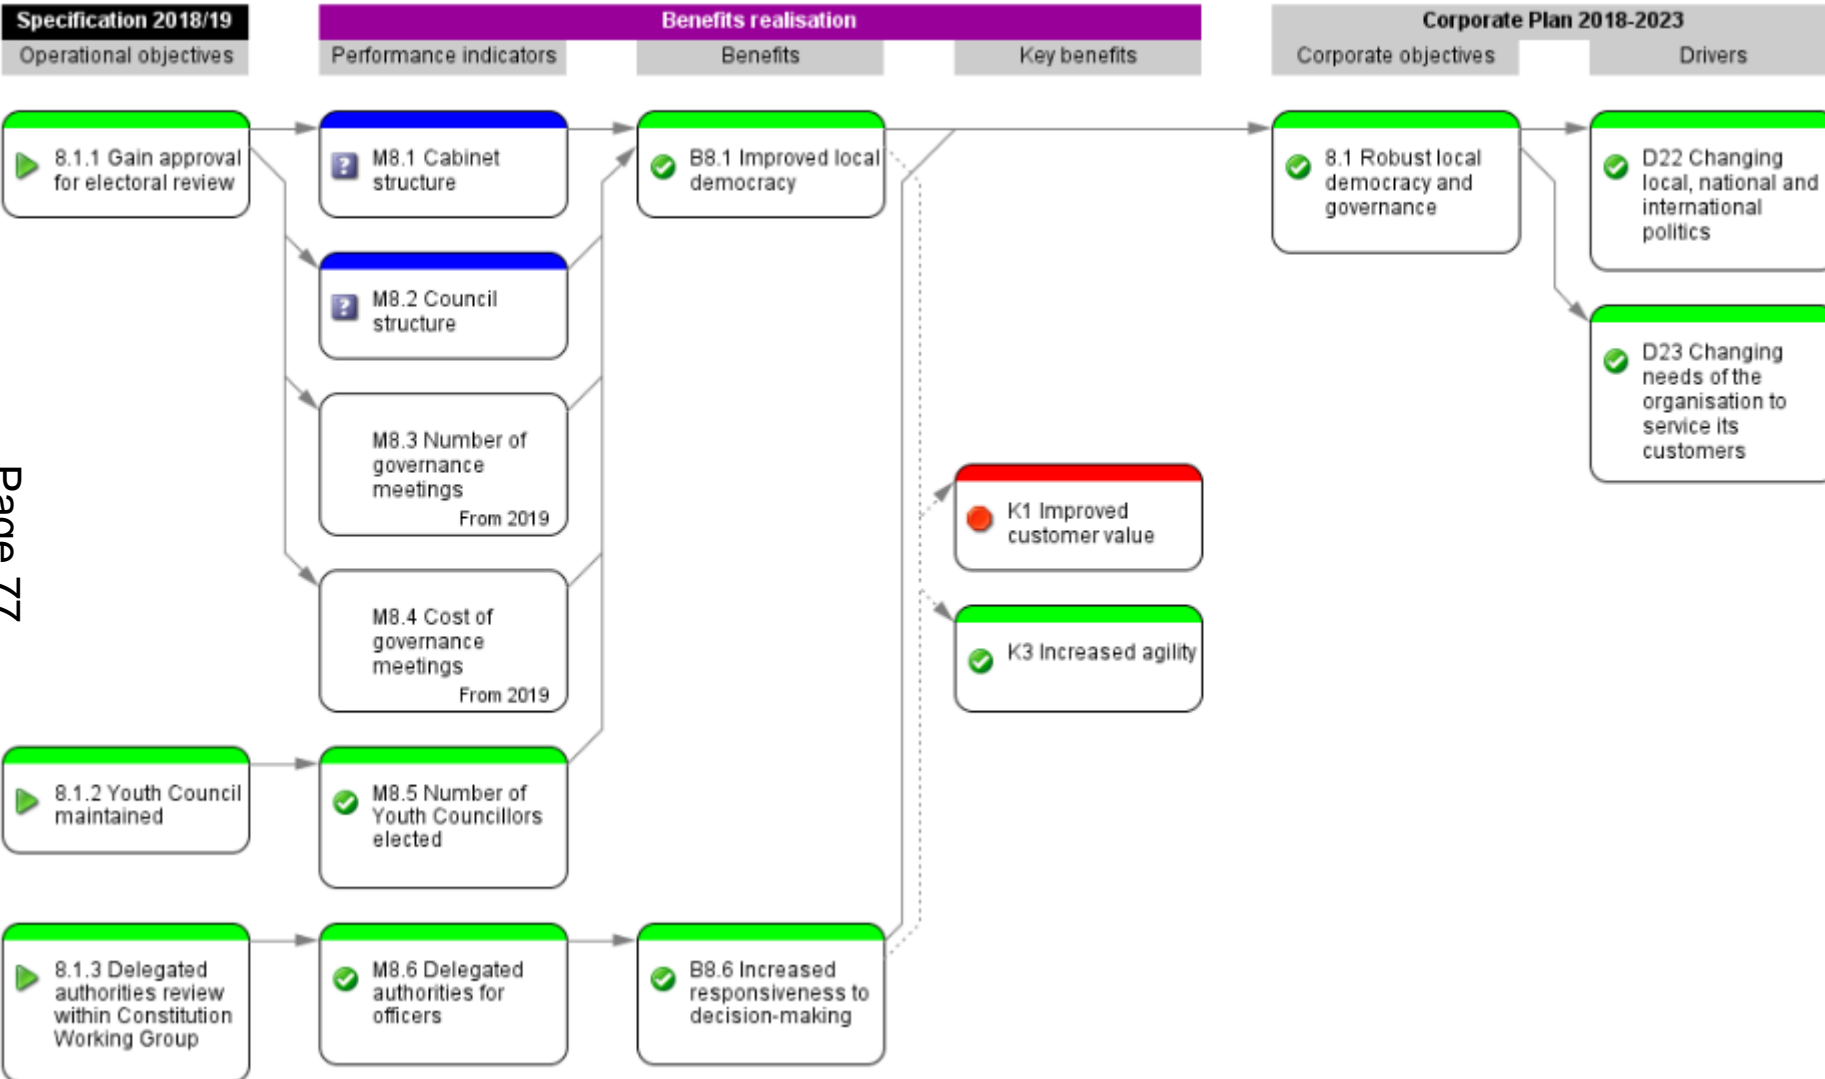 Specification 2018/19
Benefits realisation
Corporate Plan 2018-2023
Operational objectives
Performance indicators
Benefits
Key benefits
Corporate objectives
Drivers
8.1.1 Gain approval
for electoral review
M8.1 Cabinet
structure
B8.1 Improved local
democracy
8.1 Robust local
democracy and
governance
D22 Changing
local, national and
international
politics
M8.2 Council
structure
D23 Changing
needs of the
organisation to
service its
customers
M8.3 Number of
governance
meetings
From 2019
K1 Improved
customer value
Page 77
M8.4 Cost of
governance
meetings
From 2019
K3 Increased agility
8.1.2 Youth Council
maintained
M8.5 Number of
Youth Councillors
elected
8.1.3 Delegated
authorities review
within Constitution
Working Group
M8.6 Delegated
authorities for
officers
B8.6 Increased
responsiveness to
decision-making